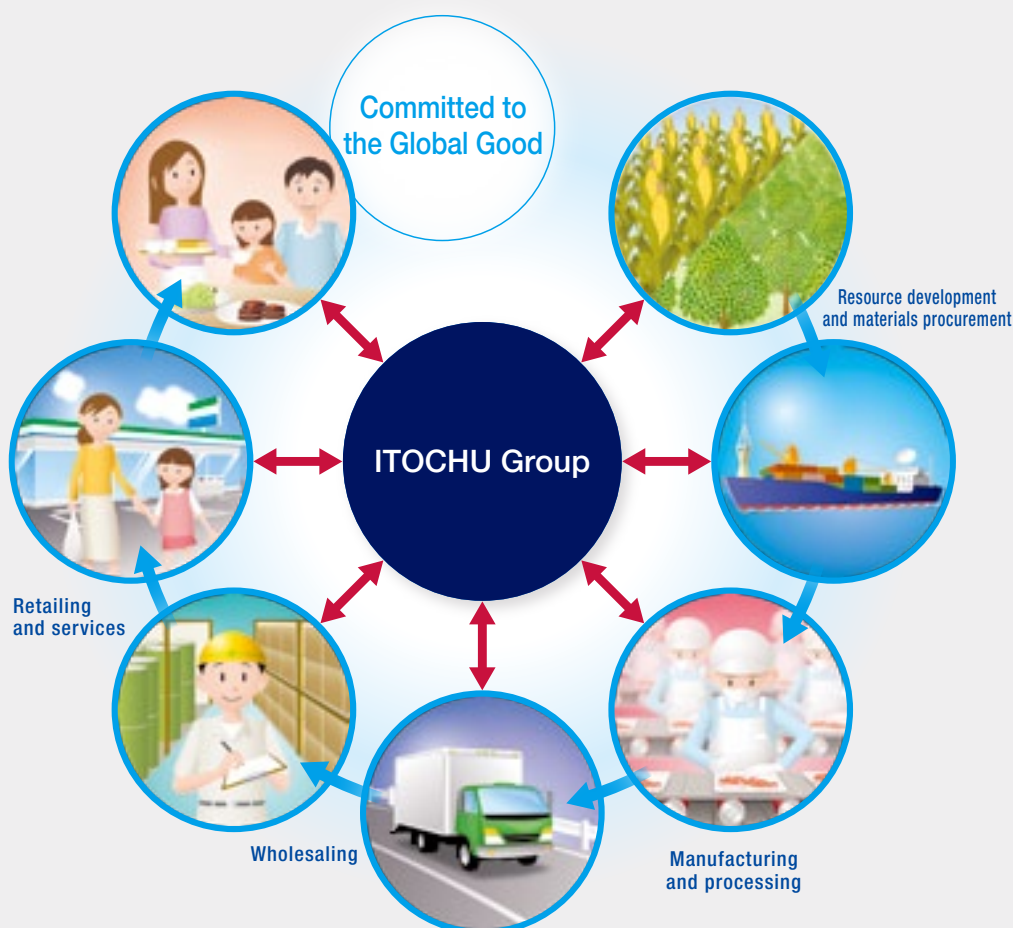 Committed to
the Global Good
Resource development
and materials procurement
ITOCHU Group
Retailing
and services
Wholesaling
Manufacturing
and processing